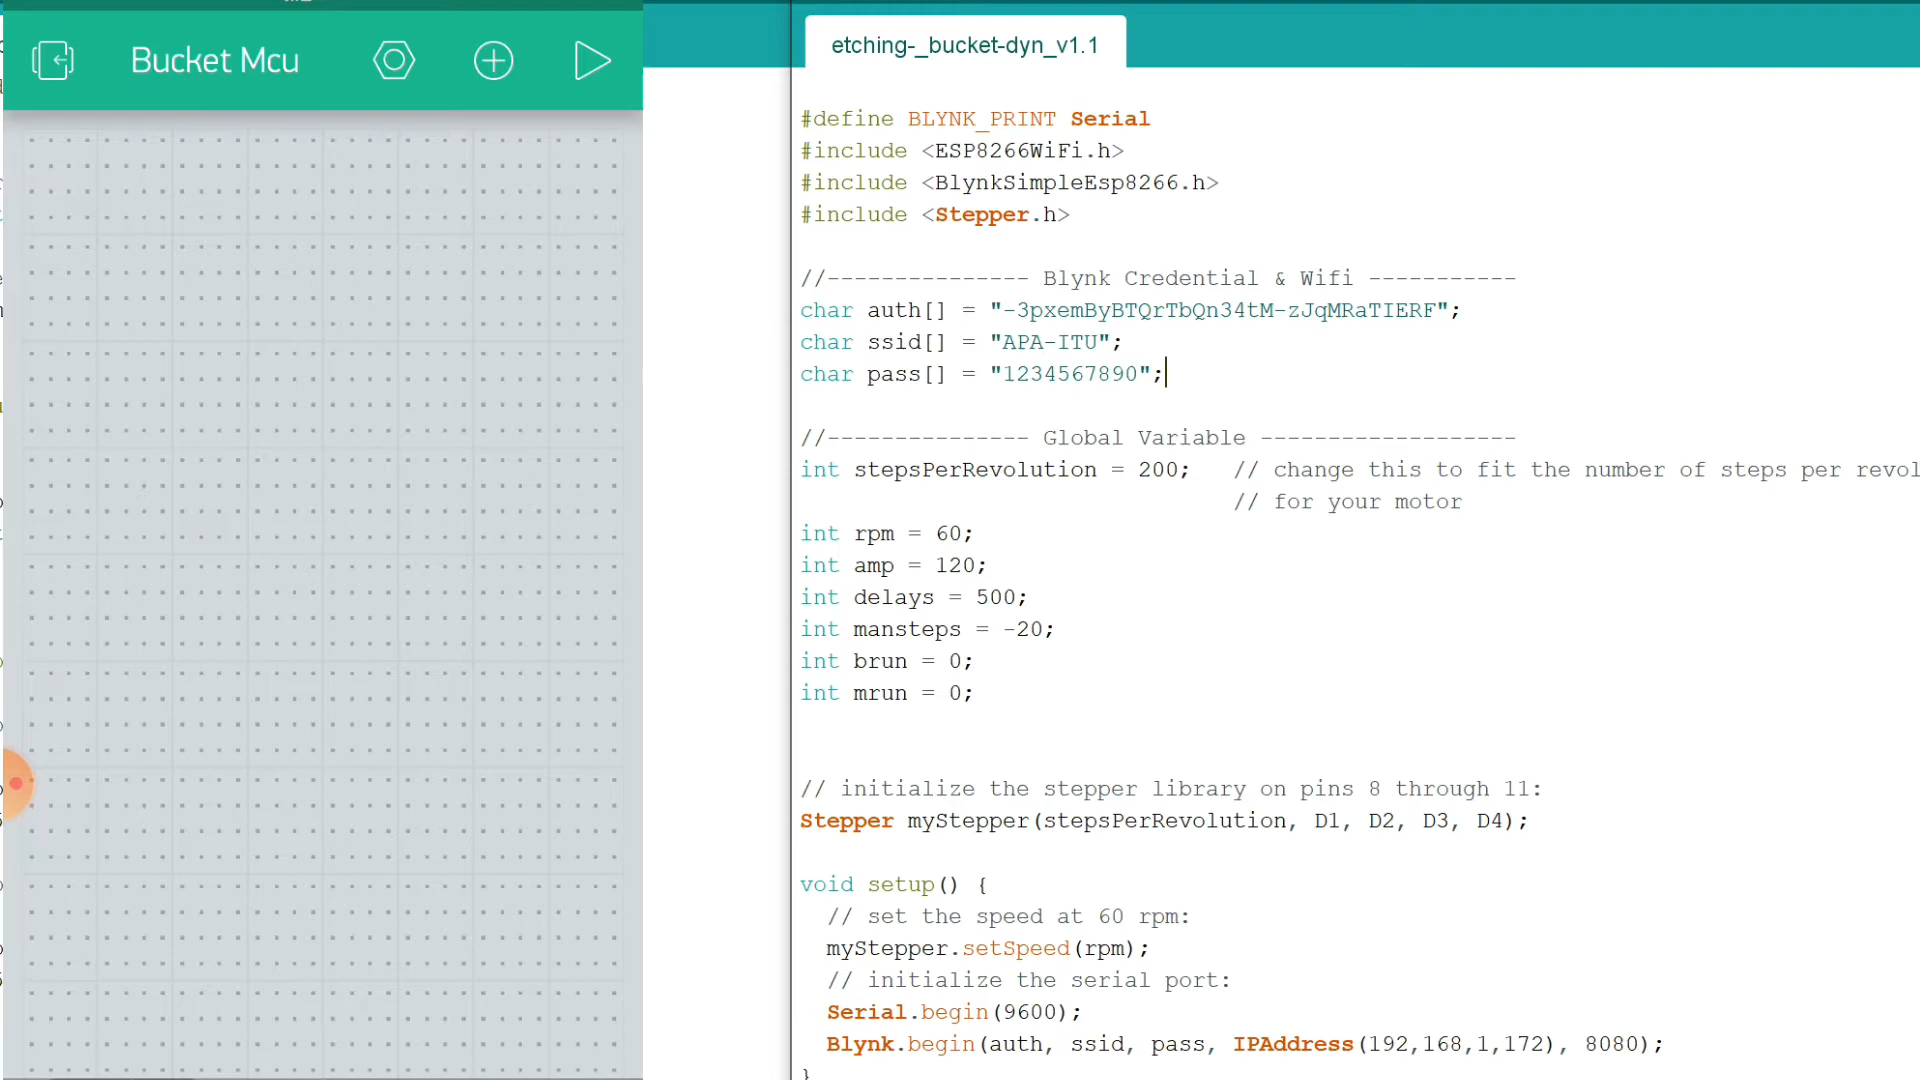 Bucket Mcu
etching-_bucket-dyn_v1.1
#define BLYNK_PRINT Serial
#include <ESP8266WiFi.h>
#include <BlynkSimpleEsp8266.h>
#include <Stepper.h>
//--------------- Blynk Credential & Wifi -----------
char auth[] = "-3pxemByBTQrTbQn34tM-zJqMRaTIERF";
char ssid[] = "APA-ITU";
char pass[] = "1234567890";
//--------------- Global Variable -------------------
int stepsPerRevolution = 200;   // change this to fit the number of steps per revol
// for your motor
int rpm = 60;
int amp = 120;
int delays = 500;
int mansteps = -20;
int brun = 0;
int mrun = 0;
// initialize the stepper library on pins 8 through 11:
Stepper myStepper(stepsPerRevolution, D1, D2, D3, D4);
void setup() {
// set the speed at 60 rpm:
myStepper.setSpeed(rpm);
// initialize the serial port:
Serial.begin(9600);
Blynk.begin(auth, ssid, pass, IPAddress(192,168,1,172), 8080);
}